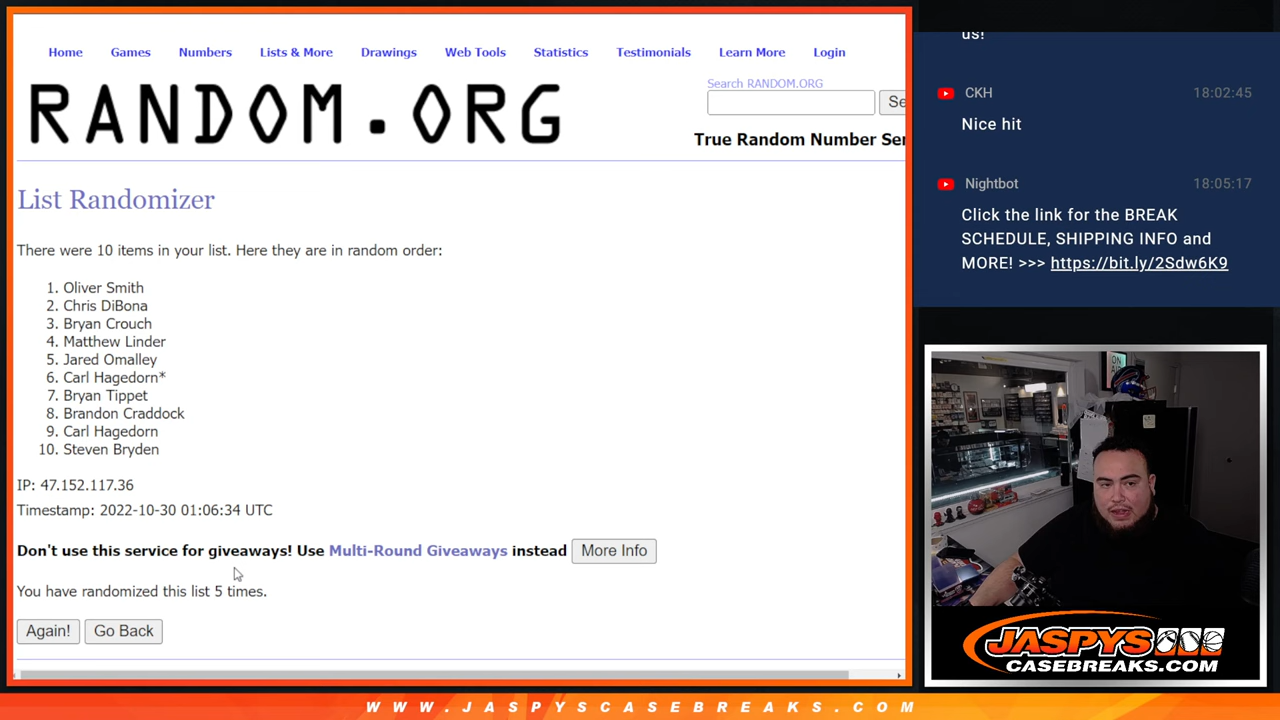 Home Games Numbers Lists & More Drawings Web Tools Statistics Testimonials Learn More Login
RANDOM.ORG
Search RANDOM.ORG
Se
True Random Number Ser
List Randomizer
There were 10 items in your list. Here they are in random order:
1. Oliver Smith
2. Chris DiBona
3. Bryan Crouch
4. Matthew Linder
5. Jared Omalley
6. Carl Hagedorn*
7. Bryan Tippet
8. Brandon Craddock
9. Carl Hagedorn
10. Steven Bryden
IP: 47.152.117.36
Timestamp: 2022-10-30 01:06:34 UTC
Don't use this service for giveaways! Use Multi-Round Giveaways instead More Info
You have randomized this list 5 times.
Again! Go Back
us!
CKH 18:02:45
Nice hit
Nightbot 18:05:17
Click the link for the BREAK
SCHEDULE, SHIPPING INFO and
MORE! >>> https://bit.ly/2Sdw6K9
ON
JASPYS
CASEBREAKS.COM
WWW.JASPYSCASEBREAKS.COM